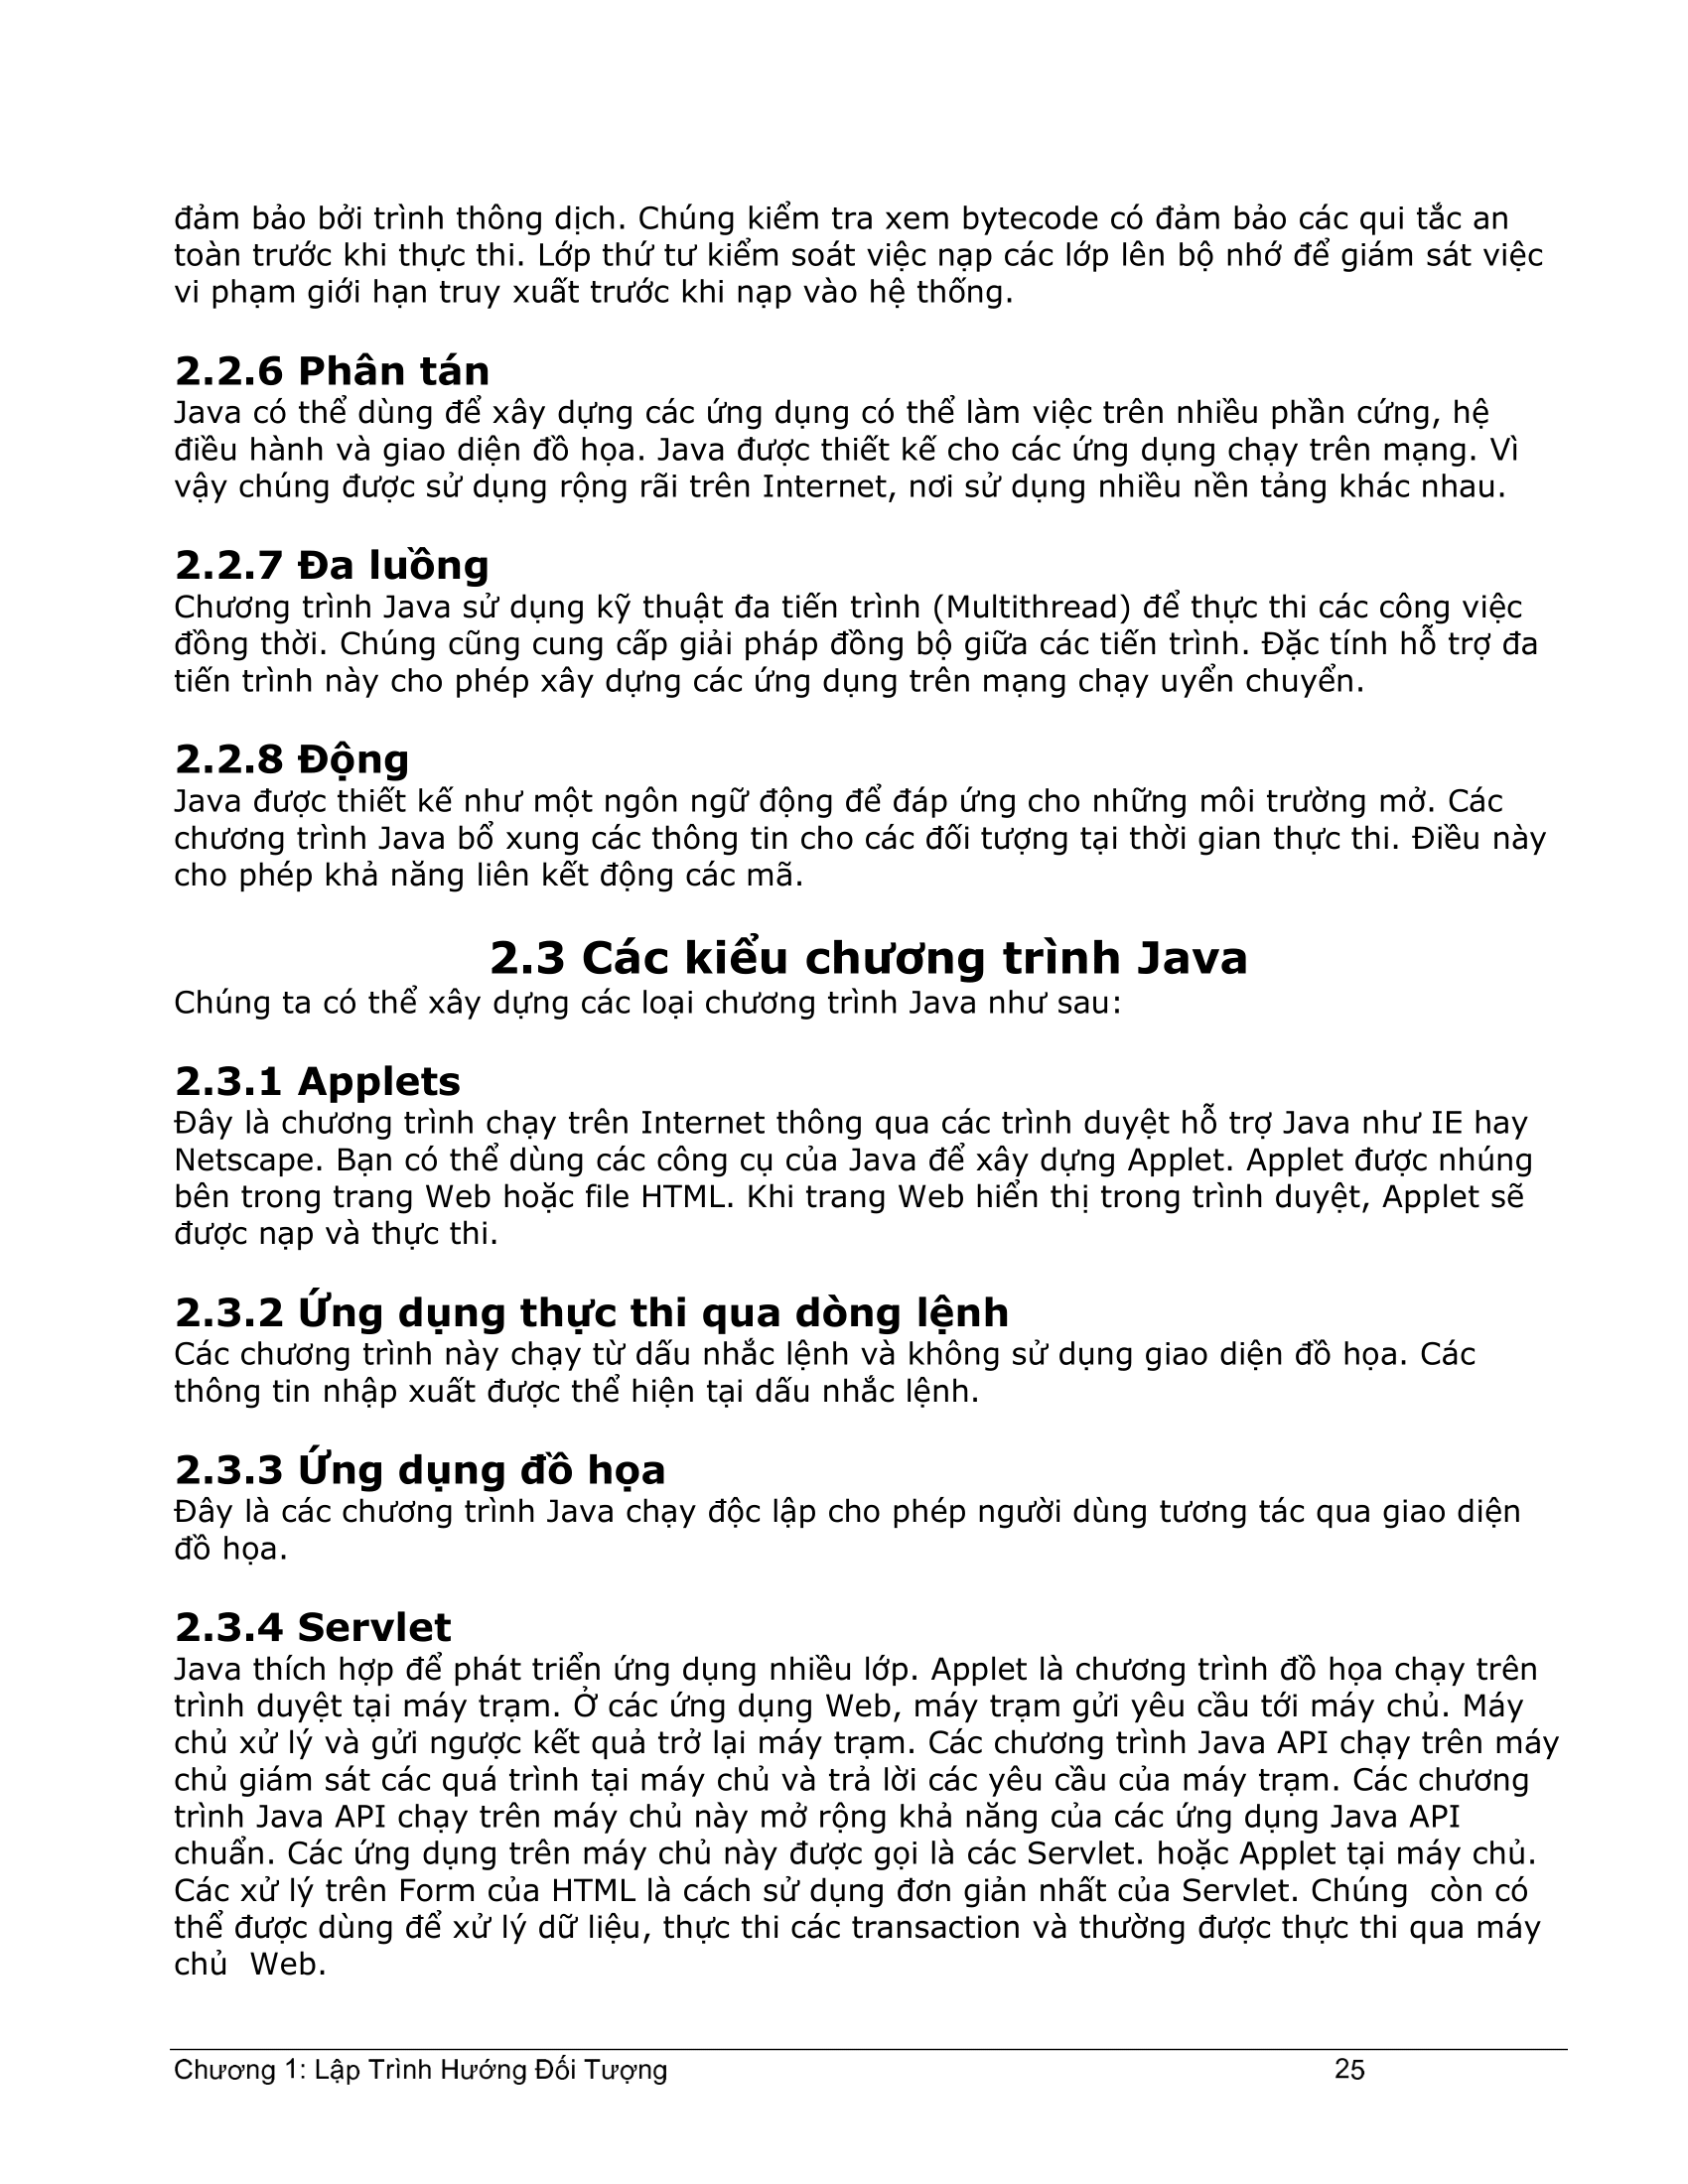 đảm bảo bởi trình thông dịch. Chúng kiểm tra xem bytecode có đảm bảo các qui tắc an
toàn trước khi thực thi. Lớp thứ tư kiểm soát việc nạp các lớp lên bộ nhớ để giám sát việc
vi phạm giới hạn truy xuất trước khi nạp vào hệ thống.
2.2.6 Phân tán
Java có thể dùng để xây dựng các ứng dụng có thể làm việc trên nhiều phần cứng, hệ
điều hành và giao diện đồ họa. Java được thiết kế cho các ứng dụng chạy trên mạng. Vì
vậy chúng được sử dụng rộng rãi trên Internet, nơi sử dụng nhiều nền tảng khác nhau.
2.2.7 Đa luồng
Chương trình Java sử dụng kỹ thuật đa tiến trình (Multithread) để thực thi các công việc
đồng thời. Chúng cũng cung cấp giải pháp đồng bộ giữa các tiến trình. Đặc tính hỗ trợ đa
tiến trình này cho phép xây dựng các ứng dụng trên mạng chạy uyển chuyển.
2.2.8 Động
Java được thiết kế như một ngôn ngữ động để đáp ứng cho những môi trường mở. Các
chương trình Java bổ xung các thông tin cho các đối tượng tại thời gian thực thi. Điều này
cho phép khả năng liên kết động các mã.
2.3 Các kiểu chương trình Java
Chúng ta có thể xây dựng các loại chương trình Java như sau:
2.3.1 Applets
Đây là chương trình chạy trên Internet thông qua các trình duyệt hỗ trợ Java như IE hay
Netscape. Bạn có thể dùng các công cụ của Java để xây dựng Applet. Applet được nhúng
bên trong trang Web hoặc file HTML. Khi trang Web hiển thị trong trình duyệt, Applet sẽ
được nạp và thực thi.
2.3.2 Ứng dụng thực thi qua dòng lệnh
Các chương trình này chạy từ dấu nhắc lệnh và không sử dụng giao diện đồ họa. Các
thông tin nhập xuất được thể hiện tại dấu nhắc lệnh.
2.3.3 Ứng dụng đồ họa
Đây là các chương trình Java chạy độc lập cho phép người dùng tương tác qua giao diện
đồ họa.
2.3.4 Servlet
Java thích hợp để phát triển ứng dụng nhiều lớp. Applet là chương trình đồ họa chạy trên
trình duyệt tại máy trạm. Ở các ứng dụng Web, máy trạm gửi yêu cầu tới máy chủ. Máy
chủ xử lý và gửi ngược kết quả trở lại máy trạm. Các chương trình Java API chạy trên máy
chủ giám sát các quá trình tại máy chủ và trả lời các yêu cầu của máy trạm. Các chương
trình Java API chạy trên máy chủ này mở rộng khả năng của các ứng dụng Java API
chuẩn. Các ứng dụng trên máy chủ này được gọi là các Servlet. hoặc Applet tại máy chủ.
Các xử lý trên Form của HTML là cách sử dụng đơn giản nhất của Servlet. Chúng  còn có
thể được dùng để xử lý dữ liệu, thực thi các transaction và thường được thực thi qua máy
chủ  Web.
Chương 1: Lập Trình Hướng Đối Tượng 25